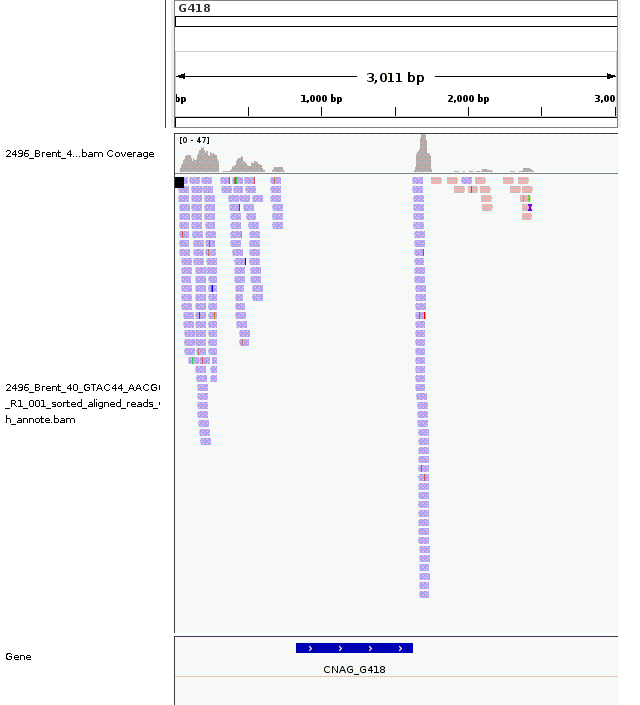 G418
3,011 bp
bp 1,000 bp 2,000 bp 3,00
[0 - 47]
2496_Brent_4...bam Coverage
2496_Brent_40_GTAC44_AACG
_R1_001_sorted_aligned_reads_
h_annote.bam
Gene
CNAG_G418